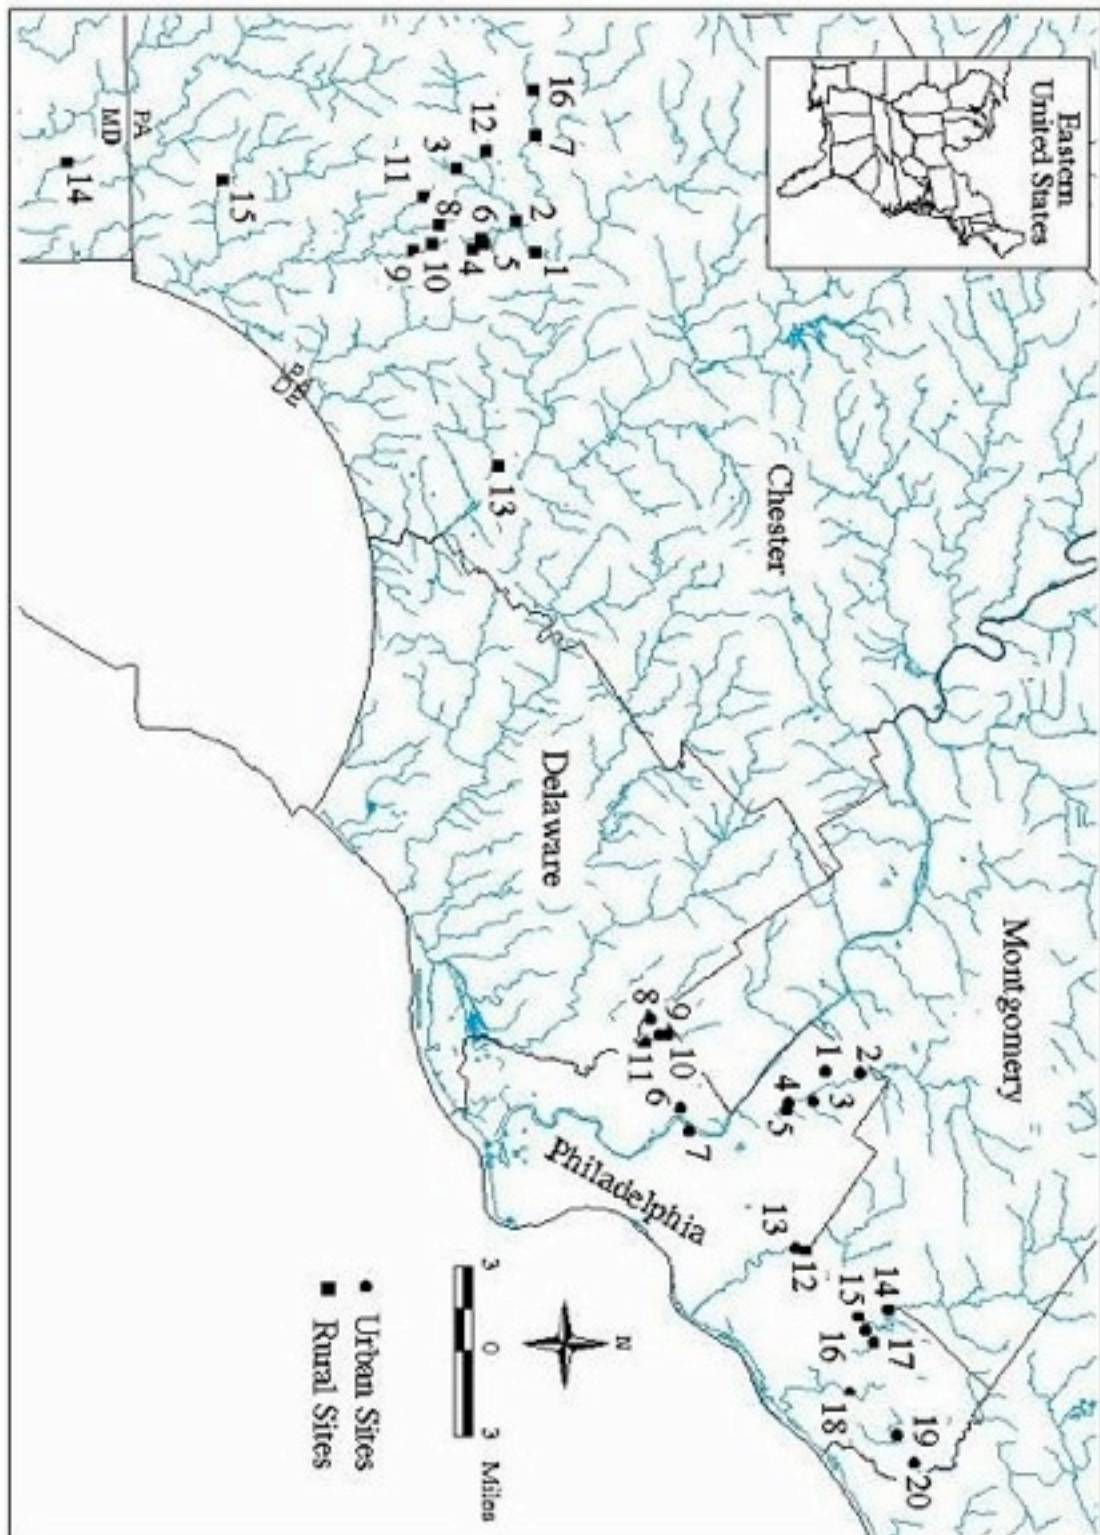 Eastern
United States
Chester
Montgomery
Delaware
Philadelphia
PA
MD
PA
DE
16
7
12
3
11
2
1
6
5
8
4
10
9
15
14
13
2
1
3
4
5
9
8
10
11
6
7
13
12
14
15
17
16
18
19
20
N
3 0 3 Miles
Urban Sites
Rural Sites